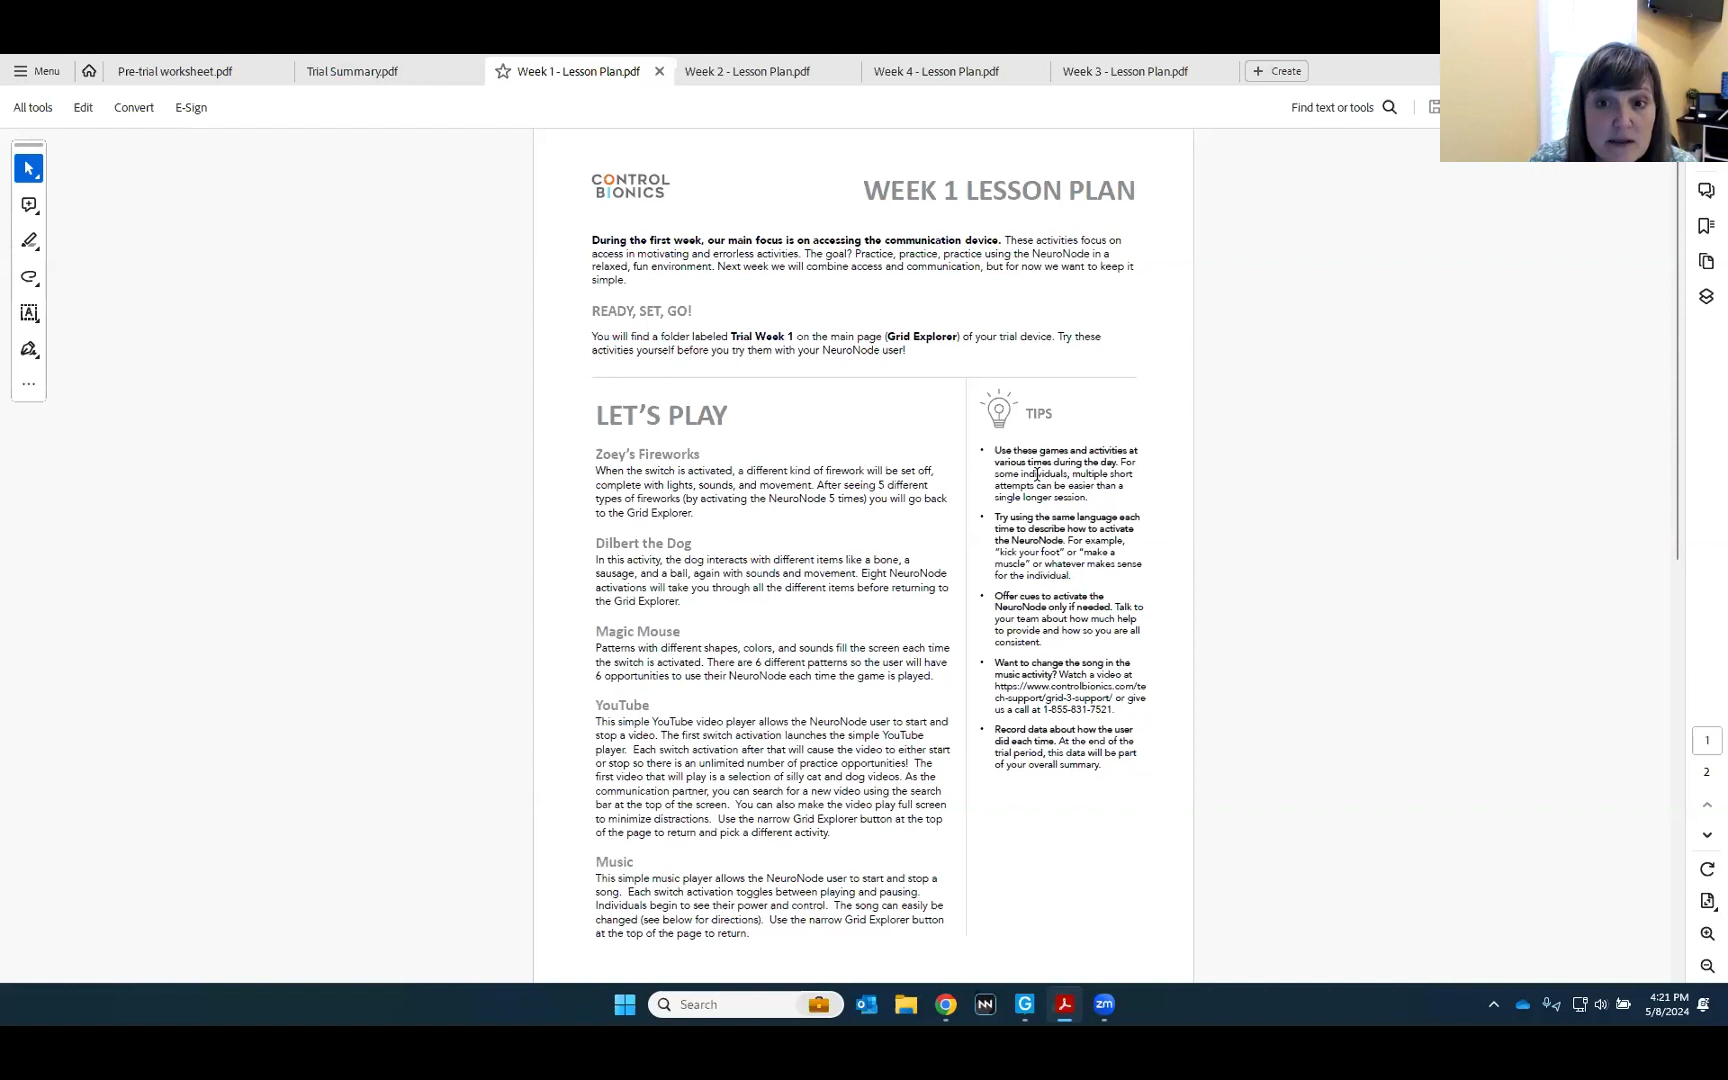 Menu
Pre-trial worksheet.pdf
Trial Summary.pdf
Week 1 - Lesson Plan.pdf
Week 2 - Lesson Plan.pdf
Week 4 - Lesson Plan.pdf
Week 3 - Lesson Plan.pdf
Create
All tools
Edit
Convert
E-Sign
Find text or tools
CONTROL
BIONICS
WEEK 1 LESSON PLAN
During the first week, our main focus is on accessing the communication device. These activities focus on
access in motivating and errorless activities. The goal? Practice, practice, practice using the NeuroNode in a
relaxed, fun environment. Next week we will combine access and communication, but for now we want to keep it
simple.
READY, SET, GO!
You will find a folder labeled Trial Week 1 on the main page (Grid Explorer) of your trial device. Try these
activities yourself before you try them with your NeuroNode user!
LET'S PLAY
Zoey's Fireworks
When the switch is activated, a different kind of firework will be set off,
complete with lights, sounds, and movement. After seeing 5 different
types of fireworks (by activating the NeuroNode 5 times) you will go back
to the Grid Explorer.
Dilbert the Dog
In this activity, the dog interacts with different items like a bone, a
sausage, and a ball, again with sounds and movement. Eight NeuroNode
activations will take you through all the different items before returning to
the Grid Explorer.
Magic Mouse
Patterns with different shapes, colors, and sounds fill the screen each time
the switch is activated. There are 6 different patterns so the user will have
6 opportunities to use their NeuroNode each time the game is played.
YouTube
This simple YouTube video player allows the NeuroNode user to start and
stop a video. The first switch activation launches the simple YouTube
player. Each switch activation after that will cause the video to either start
or stop so there is an unlimited number of practice opportunities! The
first video that will play is a selection of silly cat and dog videos. As the
communication partner, you can search for a new video using the search
bar at the top of the screen. You can also make the video play full screen
to minimize distractions. Use the narrow Grid Explorer button at the top
of the page to return and pick a different activity.
Music
This simple music player allows the NeuroNode user to start and stop a
song. Each switch activation toggles between playing and pausing.
Individuals begin to see their power and control. The song can easily be
changed (see below for directions). Use the narrow Grid Explorer button
at the top of the page to return.
TIPS
• Use these games and activities at
various times during the day. For
some individuals, multiple short
attempts can be easier than a
single longer session.
• Try using the same language each
time to describe how to activate
the NeuroNode. For example,
"kick your foot" or "make a
muscle" or whatever makes sense
for the individual.
• Offer cues to activate the
NeuroNode only if needed. Talk to
your team about how much help
to provide and how so you are all
consistent.
• Want to change the song in the
music activity? Watch a video at
https://www.controlbionics.com/te
ch-support/grid-3-support/ or give
us a call at 1-855-831-7521.
• Record data about how the user
did each time. At the end of the
trial period, this data will be part
of your overall summary.
1
2
Search
zm
4:21 PM
5/8/2024